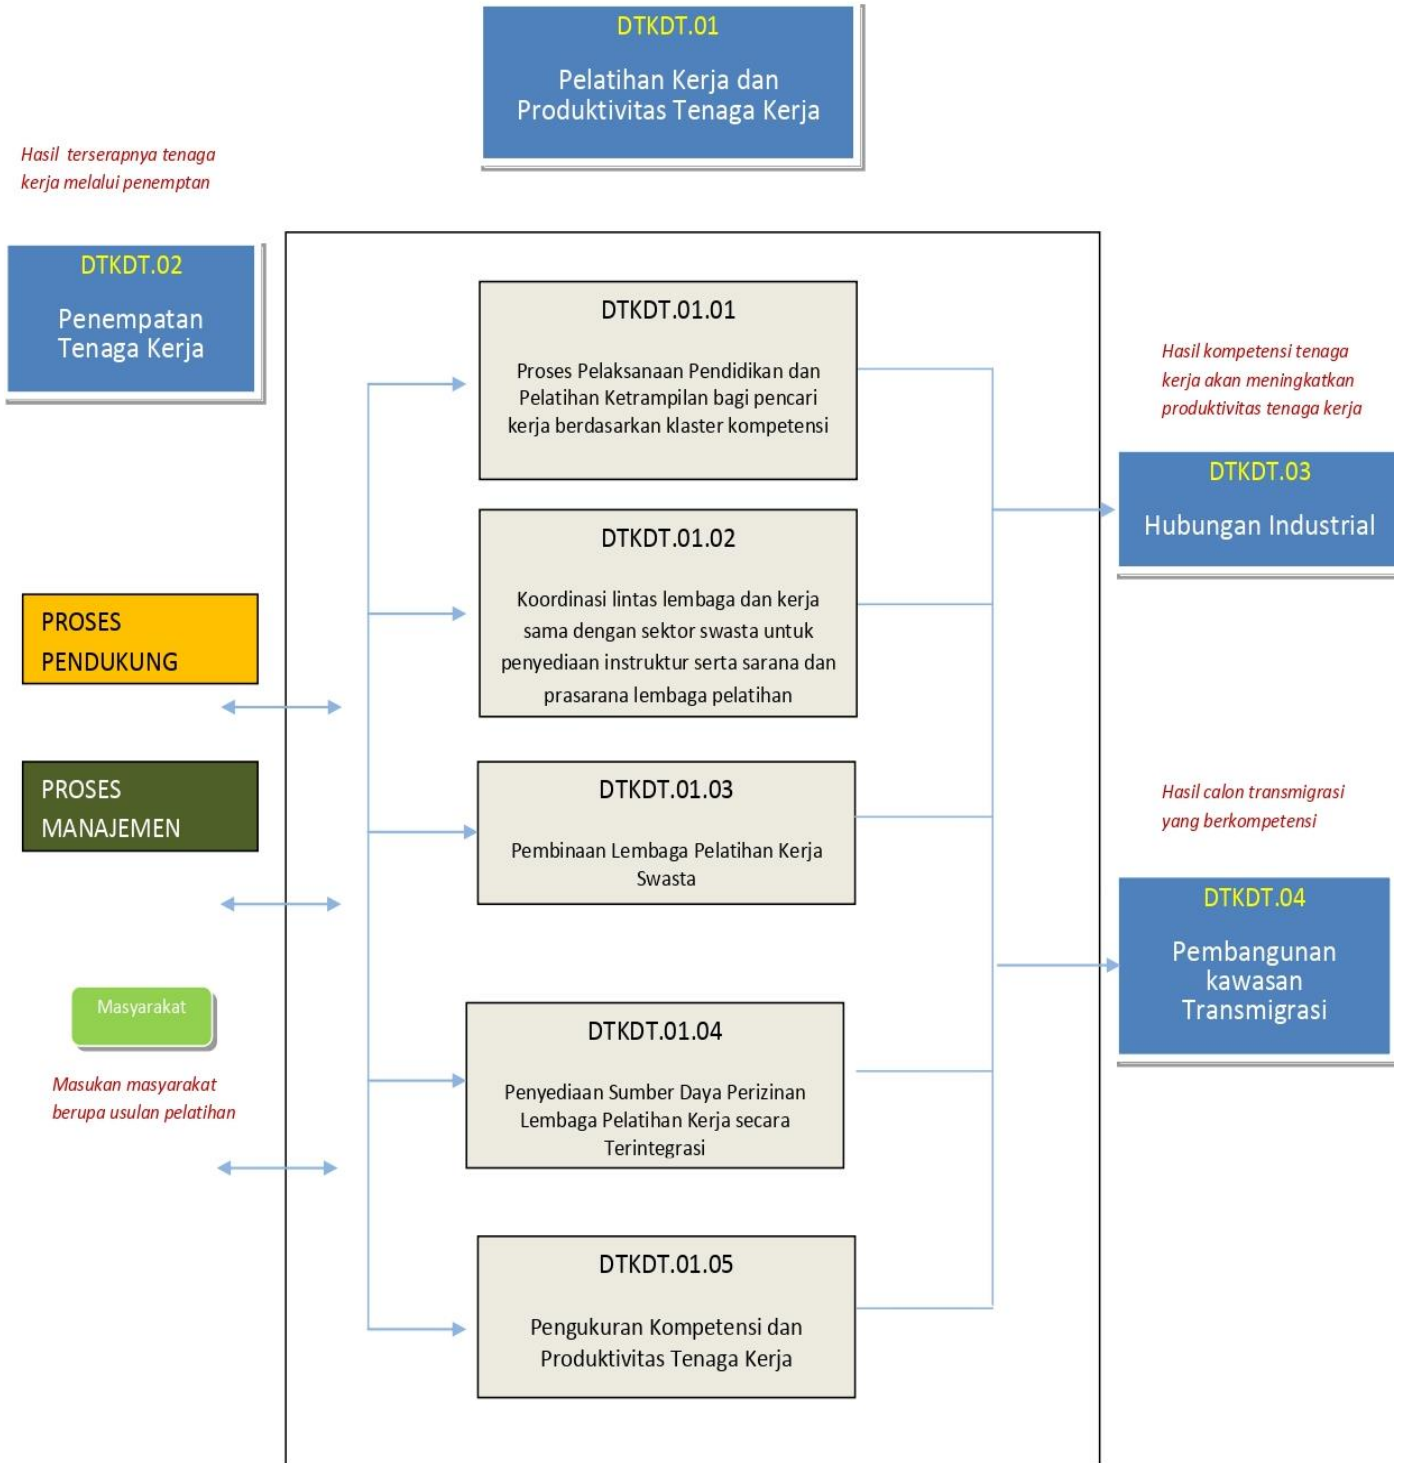 DTKDT.01
Pelatihan Kerja dan
Produktivitas Tenaga Kerja
Hasil terserapnya tenaga
kerja melalui penemptan
DTKDT.02
Penempatan
Tenaga Kerja
DTKDT.01.01
Proses Pelaksanaan Pendidikan dan
Pelatihan Ketrampilan bagi pencari
kerja berdasarkan klaster kompetensi
Hasil kompetensi tenaga
kerja akan meningkatkan
produktivitas tenaga kerja
DTKDT.03
Hubungan Industrial
DTKDT.01.02
Koordinasi lintas lembaga dan kerja
sama dengan sektor swasta untuk
penyediaan instruktur serta sarana dan
prasarana lembaga pelatihan
PROSES
PENDUKUNG
PROSES
MANAJEMEN
DTKDT.01.03
Pembinaan Lembaga Pelatihan Kerja
Swasta
Hasil calon transmigrasi
yang berkompetensi
DTKDT.04
Pembangunan
kawasan
Transmigrasi
Masyarakat
Masukan masyarakat
berupa usulan pelatihan
DTKDT.01.04
Penyediaan Sumber Daya Perizinan
Lembaga Pelatihan Kerja secara
Terintegrasi
DTKDT.01.05
Pengukuran Kompetensi dan
Produktivitas Tenaga Kerja